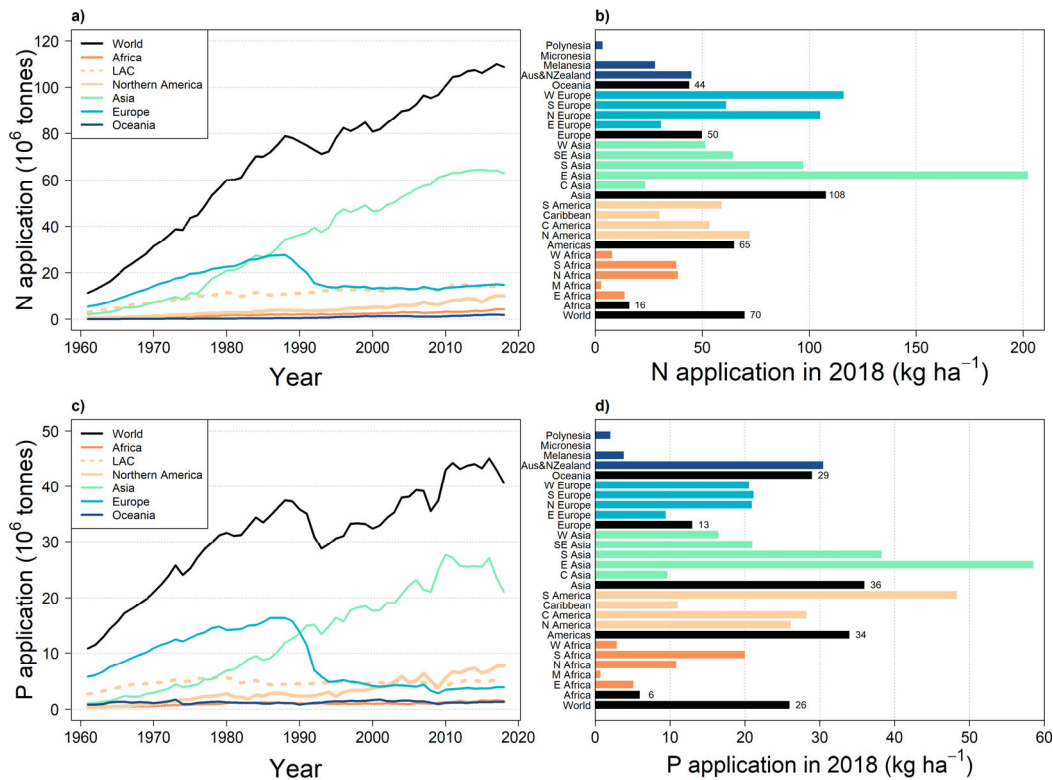 a)
World
Africa
LAC
Northern America
Asia
Europe
Oceania
N application (10⁶ tonnes)
120
100
80
60
40
20
0
1960 1970 1980 1990 2000 2010 2020
Year
b)
Polynesia
Micronesia
Melanesia
Aus&NZealand
Oceania 44
W Europe
S Europe
N Europe
E Europe
Europe 50
W Asia
SE Asia
S Asia
E Asia
C Asia
Asia 108
S America
Caribbean
C America
N America
Americas 65
W Africa
S Africa
N Africa
M Africa
E Africa
Africa 16
World 70
0 50 100 150 200
N application in 2018 (kg ha⁻¹)
c)
World
Africa
LAC
Northern America
Asia
Europe
Oceania
P application (10⁶ tonnes)
50
40
30
20
10
0
1960 1970 1980 1990 2000 2010 2020
Year
d)
Polynesia
Micronesia
Melanesia
Aus&NZealand
Oceania 29
W Europe
S Europe
N Europe
E Europe
Europe 13
W Asia
SE Asia
S Asia
E Asia
C Asia
Asia 36
S America
Caribbean
C America
N America
Americas 34
W Africa
S Africa
N Africa
M Africa
E Africa
Africa 6
World 26
0 10 20 30 40 50 60
P application in 2018 (kg ha⁻¹)